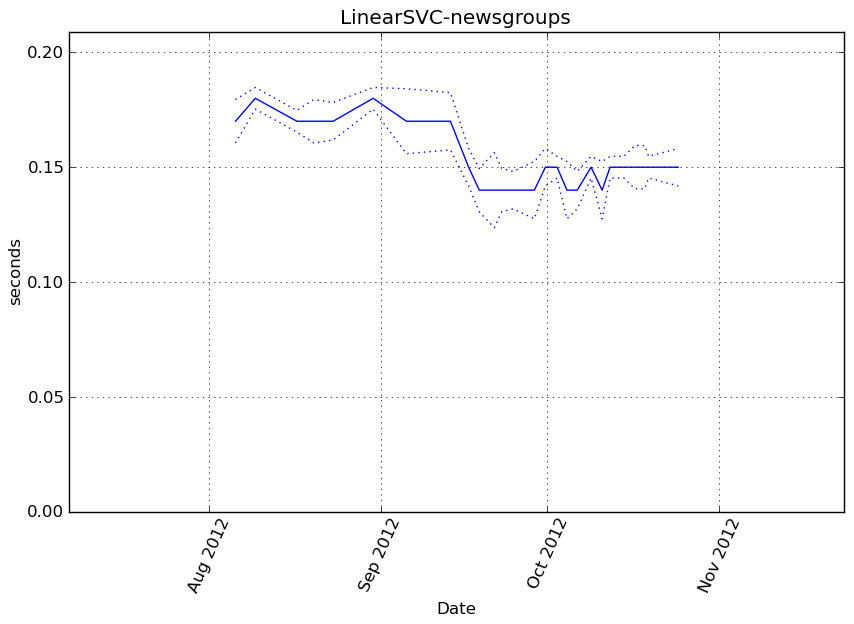 LinearSVC-newsgroups
0.20
0.15
0.10
0.05
0.00
seconds
Aug 2012
Sep 2012
Oct 2012
Nov 2012
Date